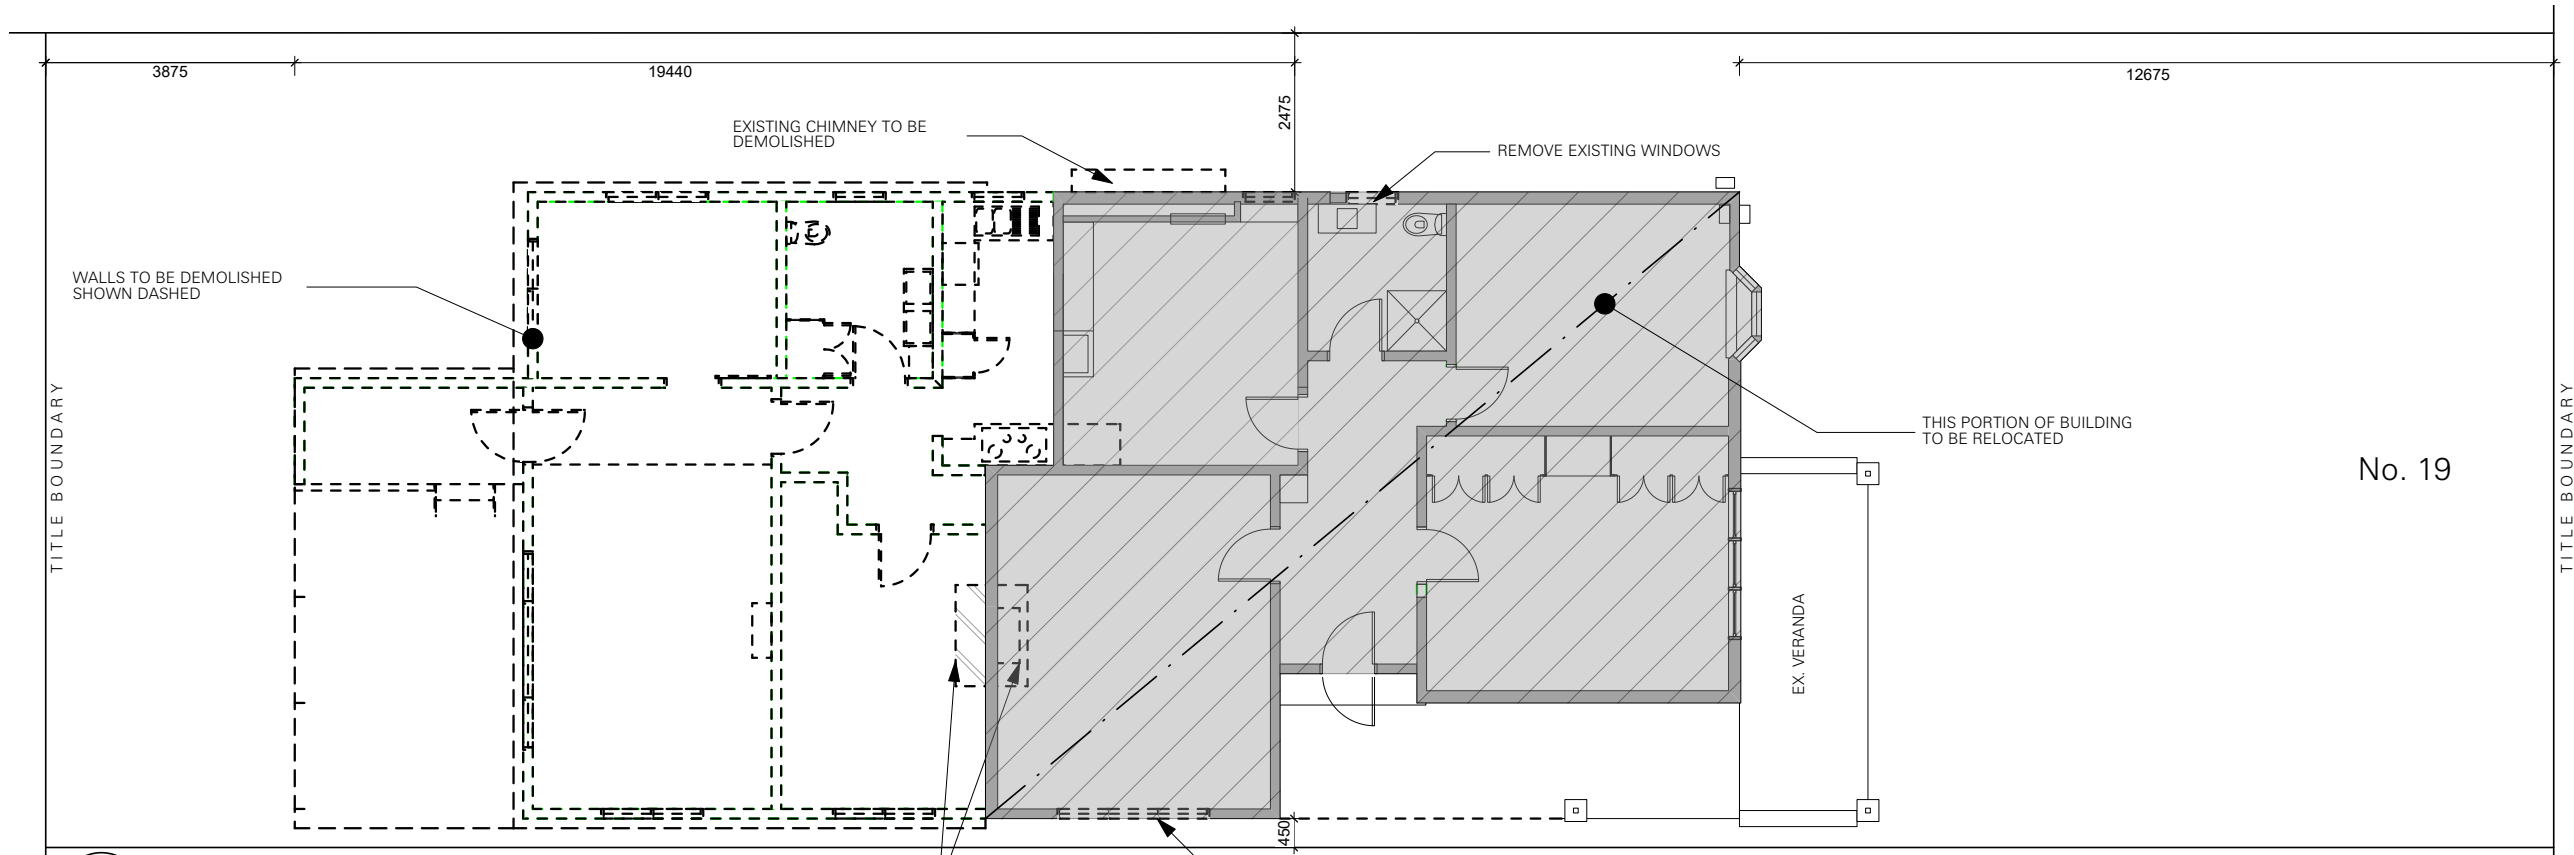 3875
19440
12675
2475
EXISTING CHIMNEY TO BE
DEMOLISHED
REMOVE EXISTING WINDOWS
WALLS TO BE DEMOLISHED
SHOWN DASHED
TITLE BOUNDARY
THIS PORTION OF BUILDING
TO BE RELOCATED
No. 19
TITLE BOUNDARY
EX. VERANDA
450